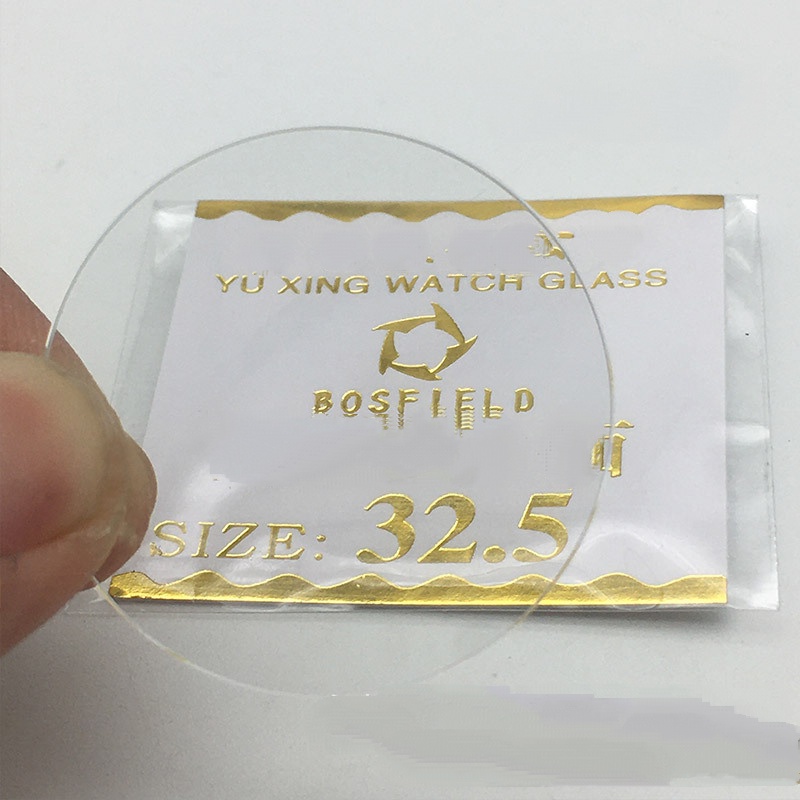 YU XING WATCH GLASS
BOSFIELD
SIZE: 32.5